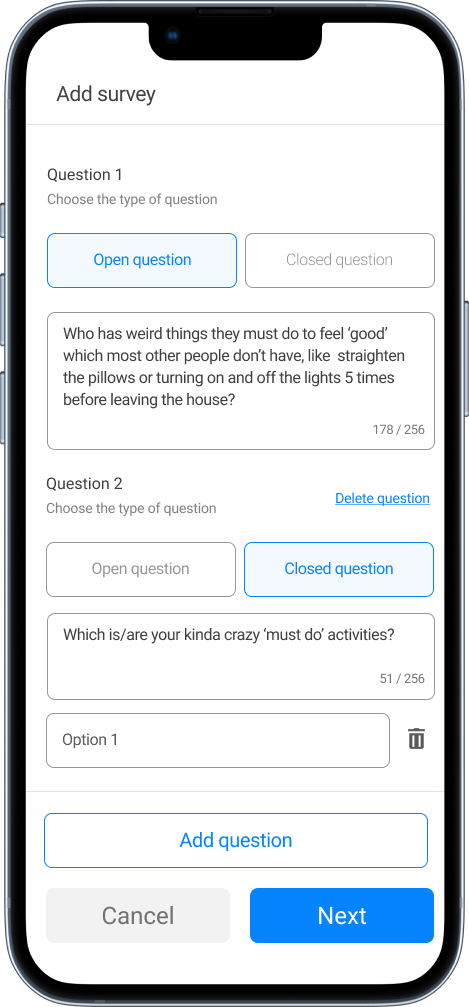 Add survey
Question 1
Choose the type of question
Open question
Closed question
Who has weird things they must do to feel ‘good’
which most other people don’t have, like  straighten
the pillows or turning on and off the lights 5 times
before leaving the house?
178 / 256
Question 2
Choose the type of question
Delete question
Open question
Closed question
Which is/are your kinda crazy ‘must do’ activities?
51 / 256
Option 1
Add question
Cancel
Next